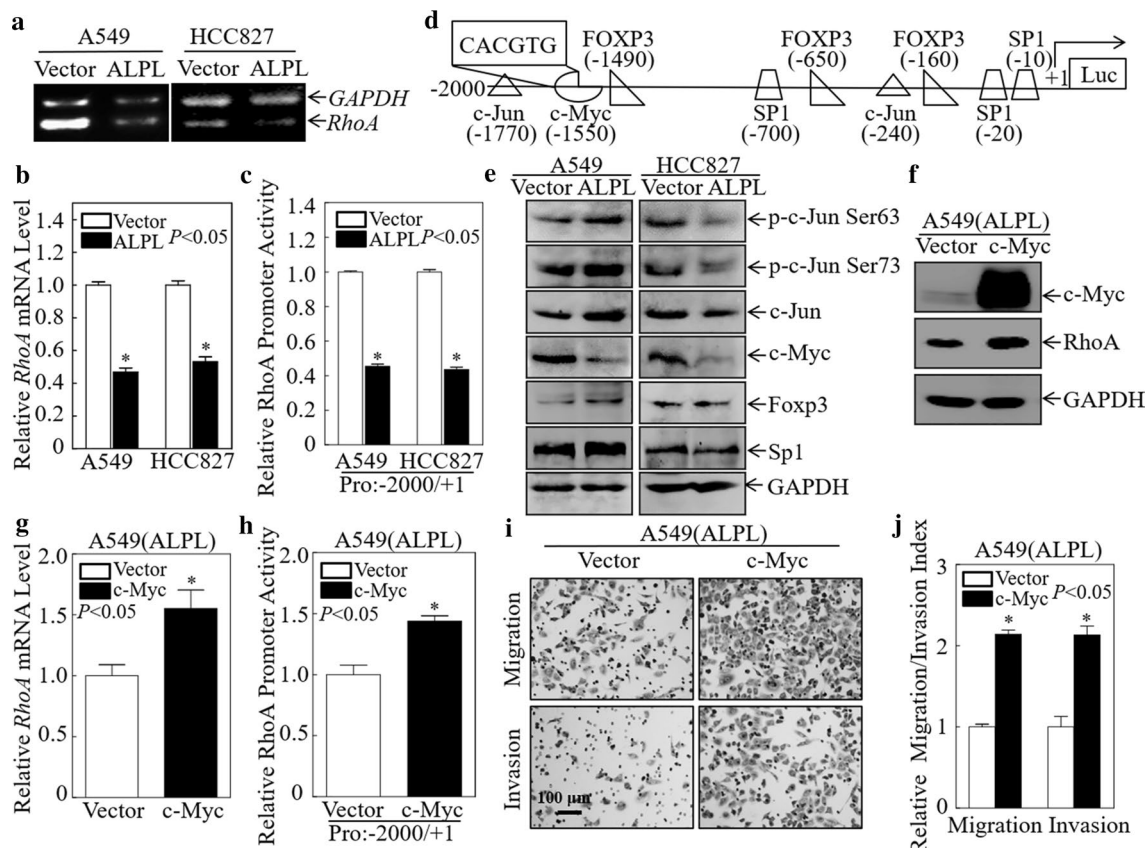 a
A549 HCC827
Vector ALPL Vector ALPL
GAPDH
RhoA
b
Relative RhoA mRNA Level
1.4
1.2
1.0
0.8
0.6
0.4
0.2
0
Vector
ALPL P<0.05
* *
A549 HCC827
c
Relative RhoA Promoter Activity
1.4
1.2
1.0
0.8
0.6
0.4
0.2
0
Vector
ALPL P<0.05
* *
A549 HCC827
Pro:-2000/+1
d
CACGTG
FOXP3 FOXP3 FOXP3 SP1
(-1490) (-650) (-160) (-10)
-2000 +1 Luc
c-Jun c-Myc SP1 c-Jun SP1
(-1770) (-1550) (-700) (-240) (-20)
e
A549 HCC827
Vector ALPL Vector ALPL
p-c-Jun Ser63
p-c-Jun Ser73
c-Jun
c-Myc
Foxp3
Sp1
GAPDH
f
A549(ALPL)
Vector c-Myc
c-Myc
RhoA
GAPDH
g
A549(ALPL)
Relative RhoA mRNA Level
2.0
1.5
1.0
0.5
0.0
Vector
c-Myc
P<0.05 *
Vector c-Myc
h
A549(ALPL)
Relative RhoA Promoter Activity
2.0
1.5
1.0
0.5
0.0
Vector
c-Myc
P<0.05 *
Vector c-Myc
Pro:-2000/+1
i
A549(ALPL)
Vector c-Myc
Migration
Invasion
100 μm
j
A549(ALPL)
Relative Migration/Invasion Index
3
2
1
0
Vector
c-Myc P<0.05
* *
Migration Invasion